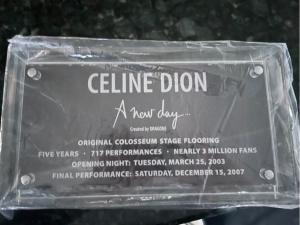 CELINE DION
A new day...
Created by DRAGONE
ORIGINAL COLOSSEUM STAGE FLOORING
FIVE YEARS · 717 PERFORMANCES · NEARLY 3 MILLION FANS
OPENING NIGHT: TUESDAY, MARCH 25, 2003
FINAL PERFORMANCE: SATURDAY, DECEMBER 15, 2007